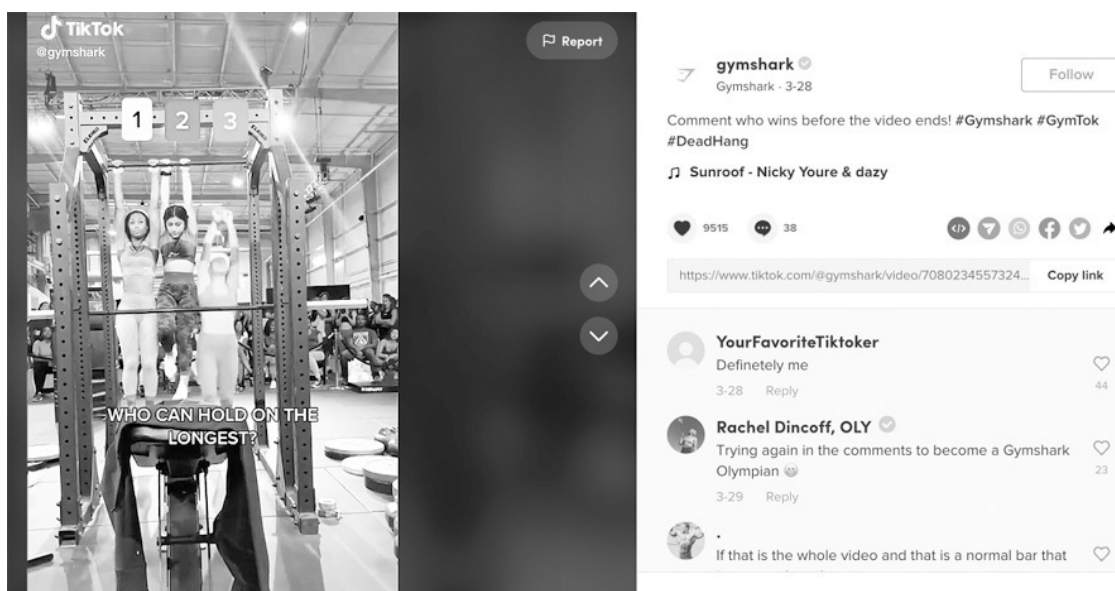 TikTok
@gymshark
Report
1 2 3
ELEIKO
ELEIKO
WHO CAN HOLD ON THE
LONGEST?
gymshark
Gymshark · 3-28
Follow
Comment who wins before the video ends! #Gymshark #GymTok
#DeadHang
Sunroof - Nicky Youre & dazy
9515 38
https://www.tiktok.com/@gymshark/video/7080234557324... Copy link
YourFavoriteTiktoker
Definetely me
3-28 Reply
44
Rachel Dincoff, OLY
Trying again in the comments to become a Gymshark
Olympian
23
3-29 Reply
.
If that is the whole video and that is a normal bar that